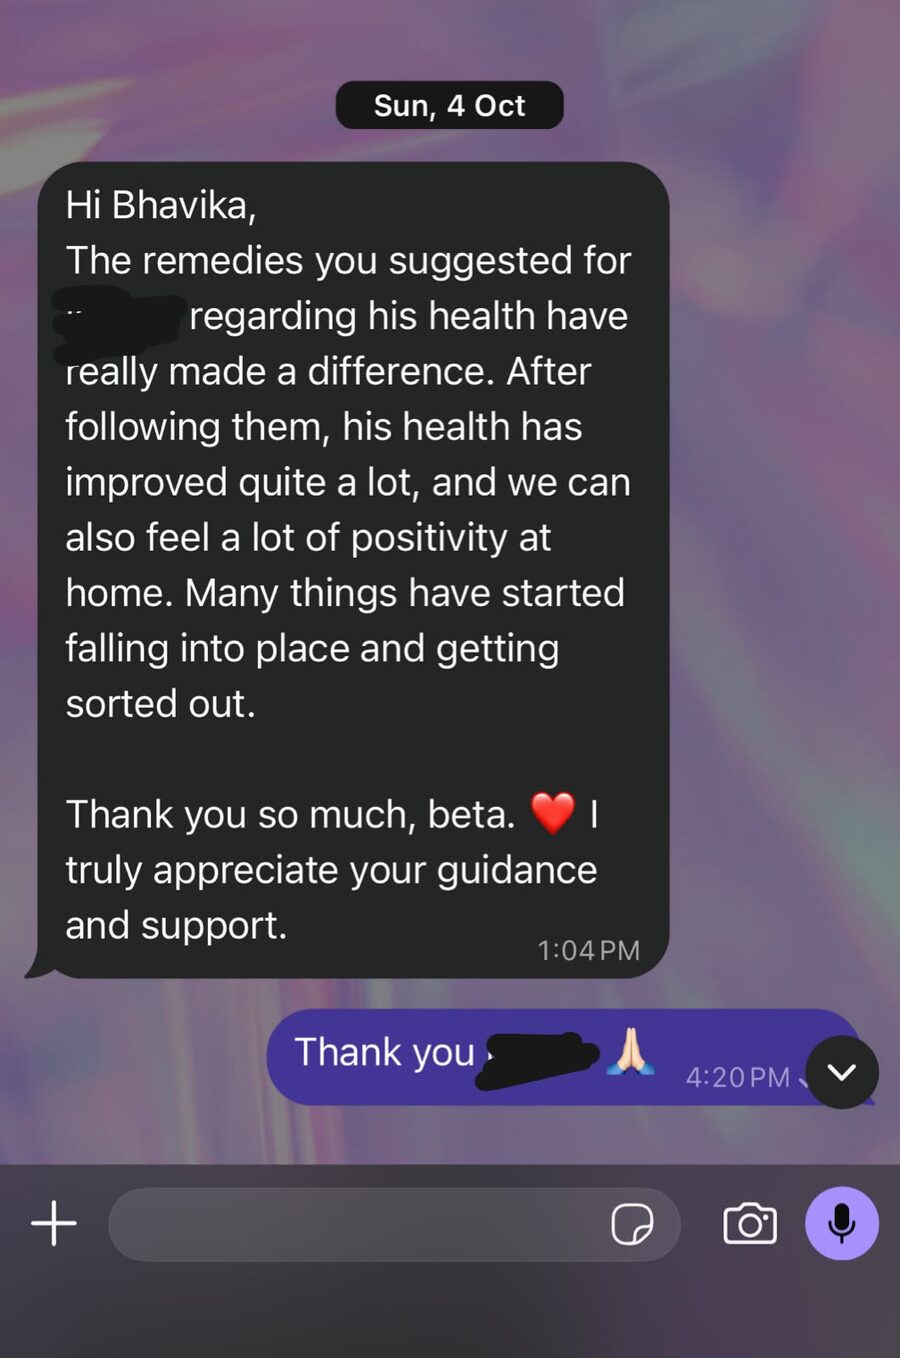 Sun, 4 Oct
Hi Bhavika,
The remedies you suggested for
regarding his health have
really made a difference. After
following them, his health has
improved quite a lot, and we can
also feel a lot of positivity at
home. Many things have started
falling into place and getting
sorted out.
Thank you so much, beta. ❤️ I
truly appreciate your guidance
and support.
1:04 PM
Thank you 🙏🏻
4:20 PM